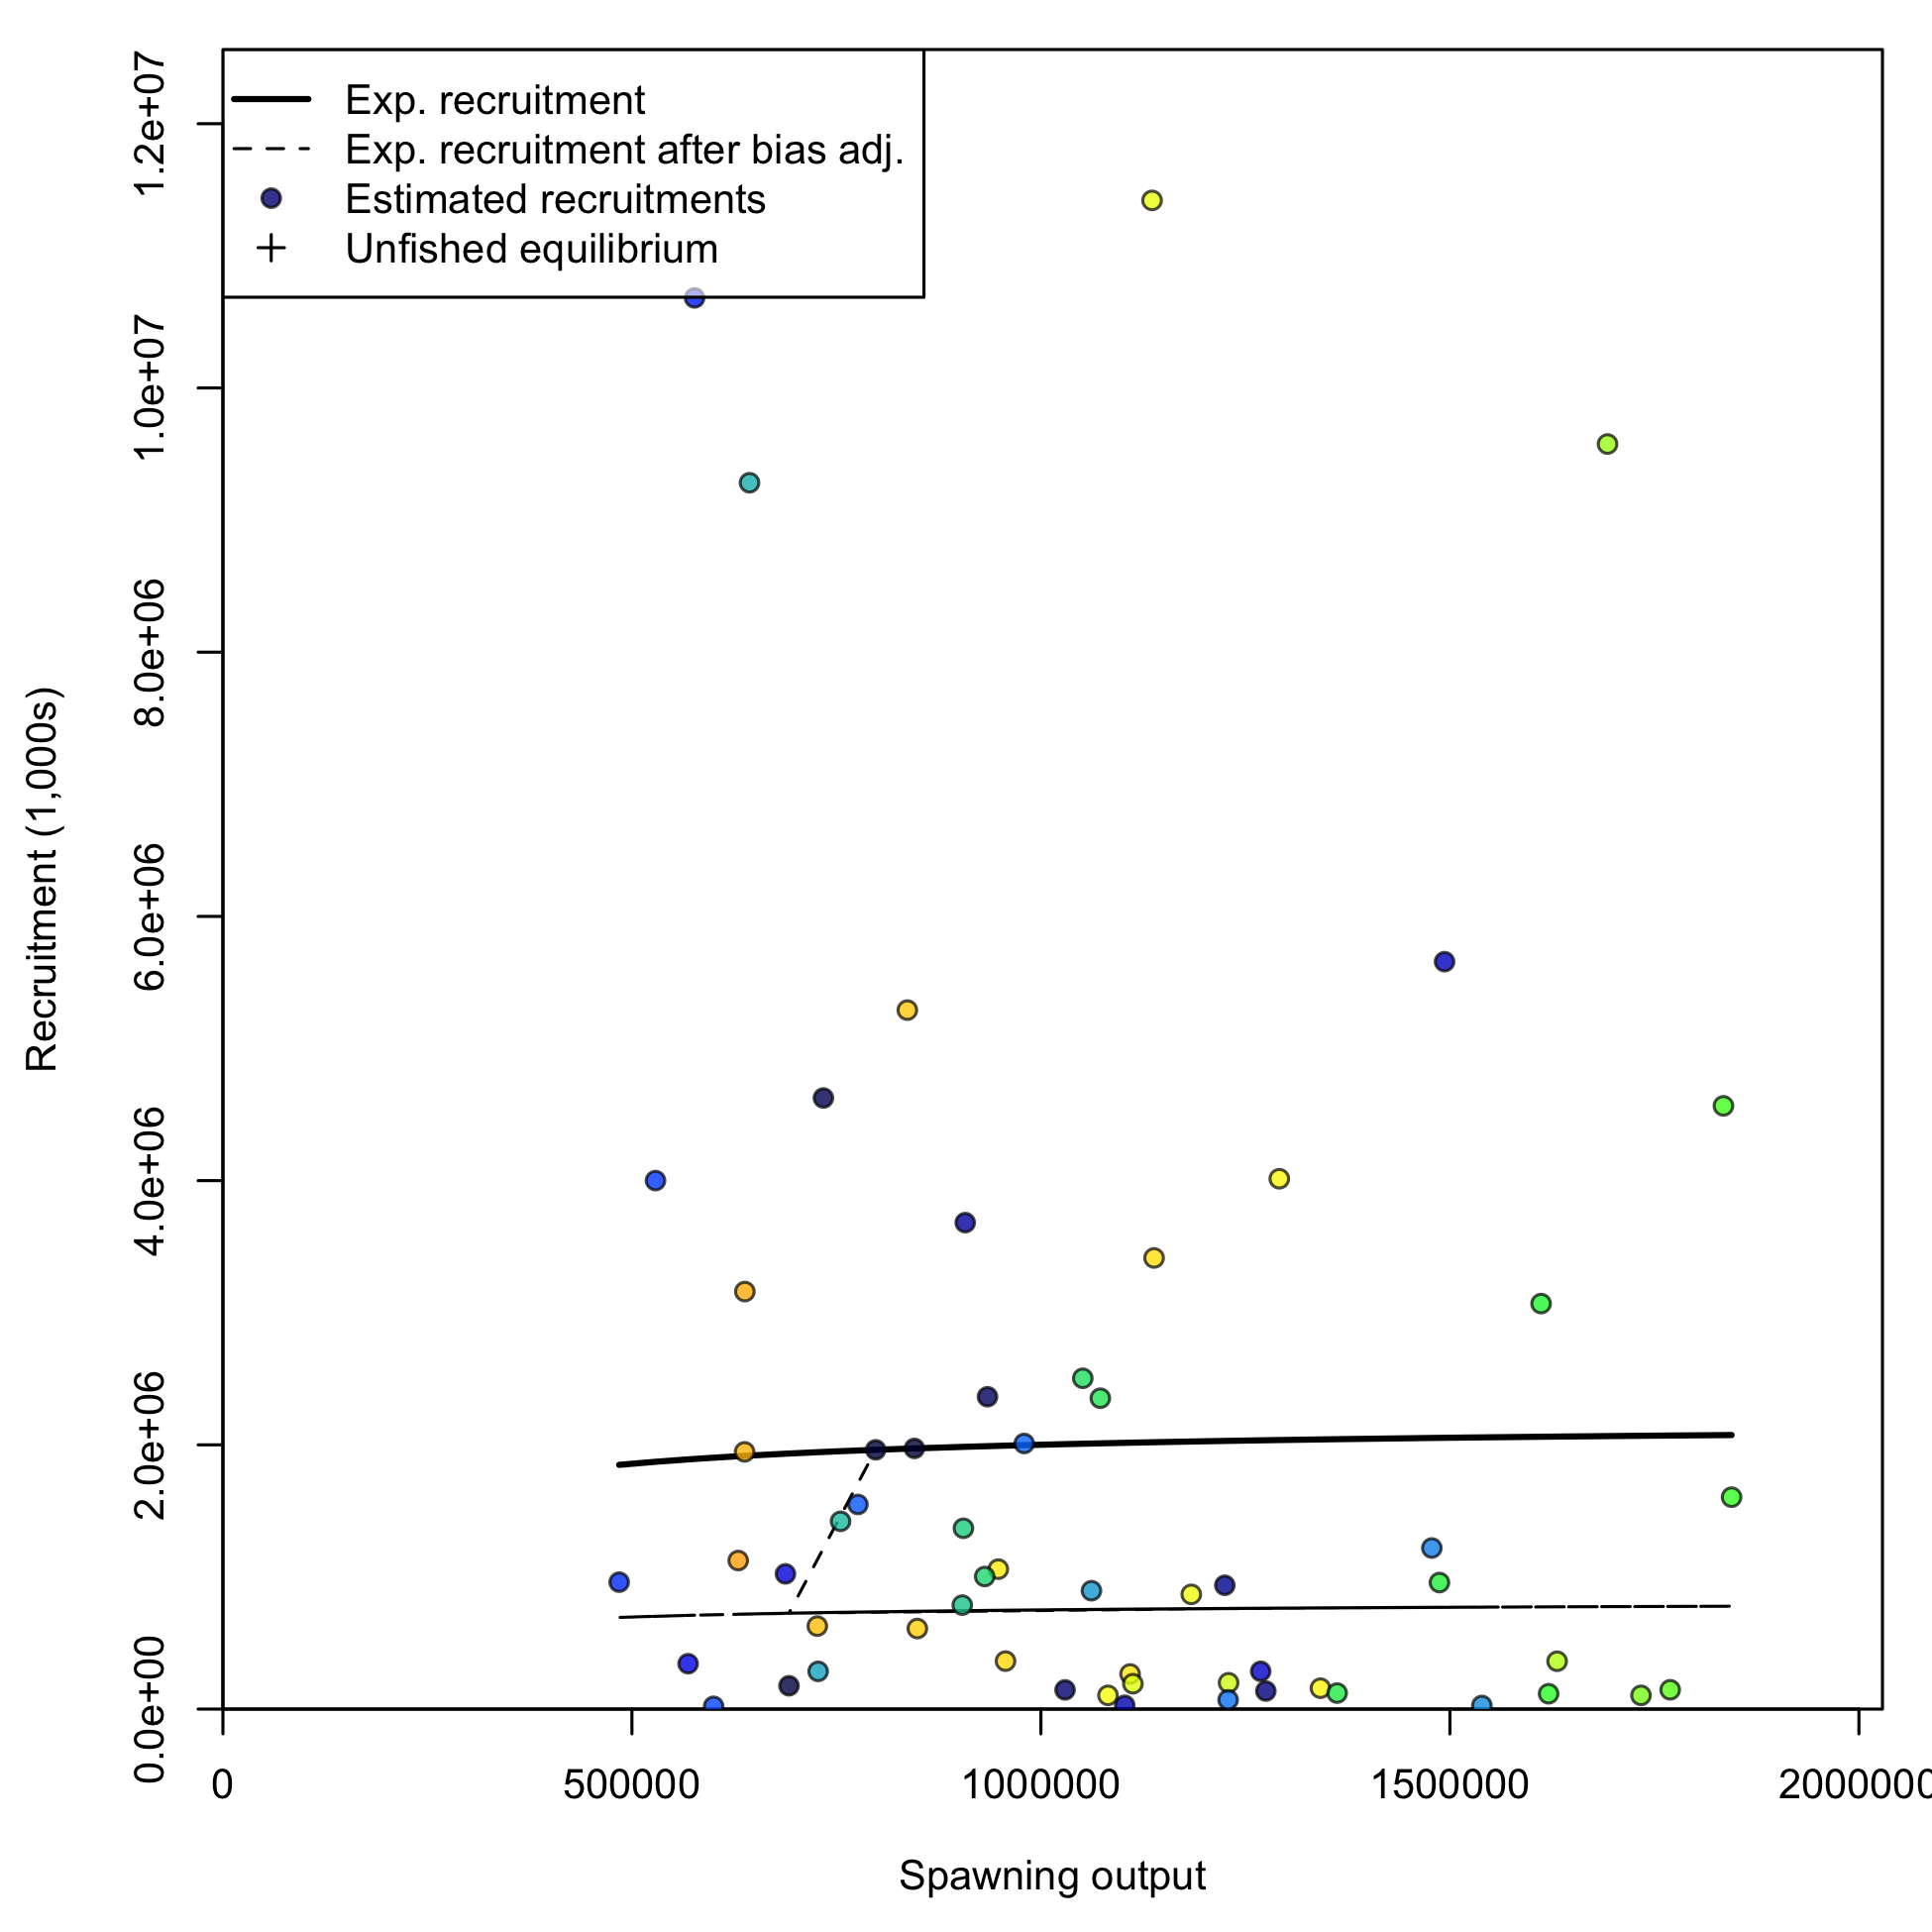 Exp. recruitment
Exp. recruitment after bias adj.
Estimated recruitments
Unfished equilibrium
Recruitment (1,000s)
1.2e+07
1.0e+07
8.0e+06
6.0e+06
4.0e+06
2.0e+06
0.0e+00
0 500000 1000000 1500000 2000000
Spawning output